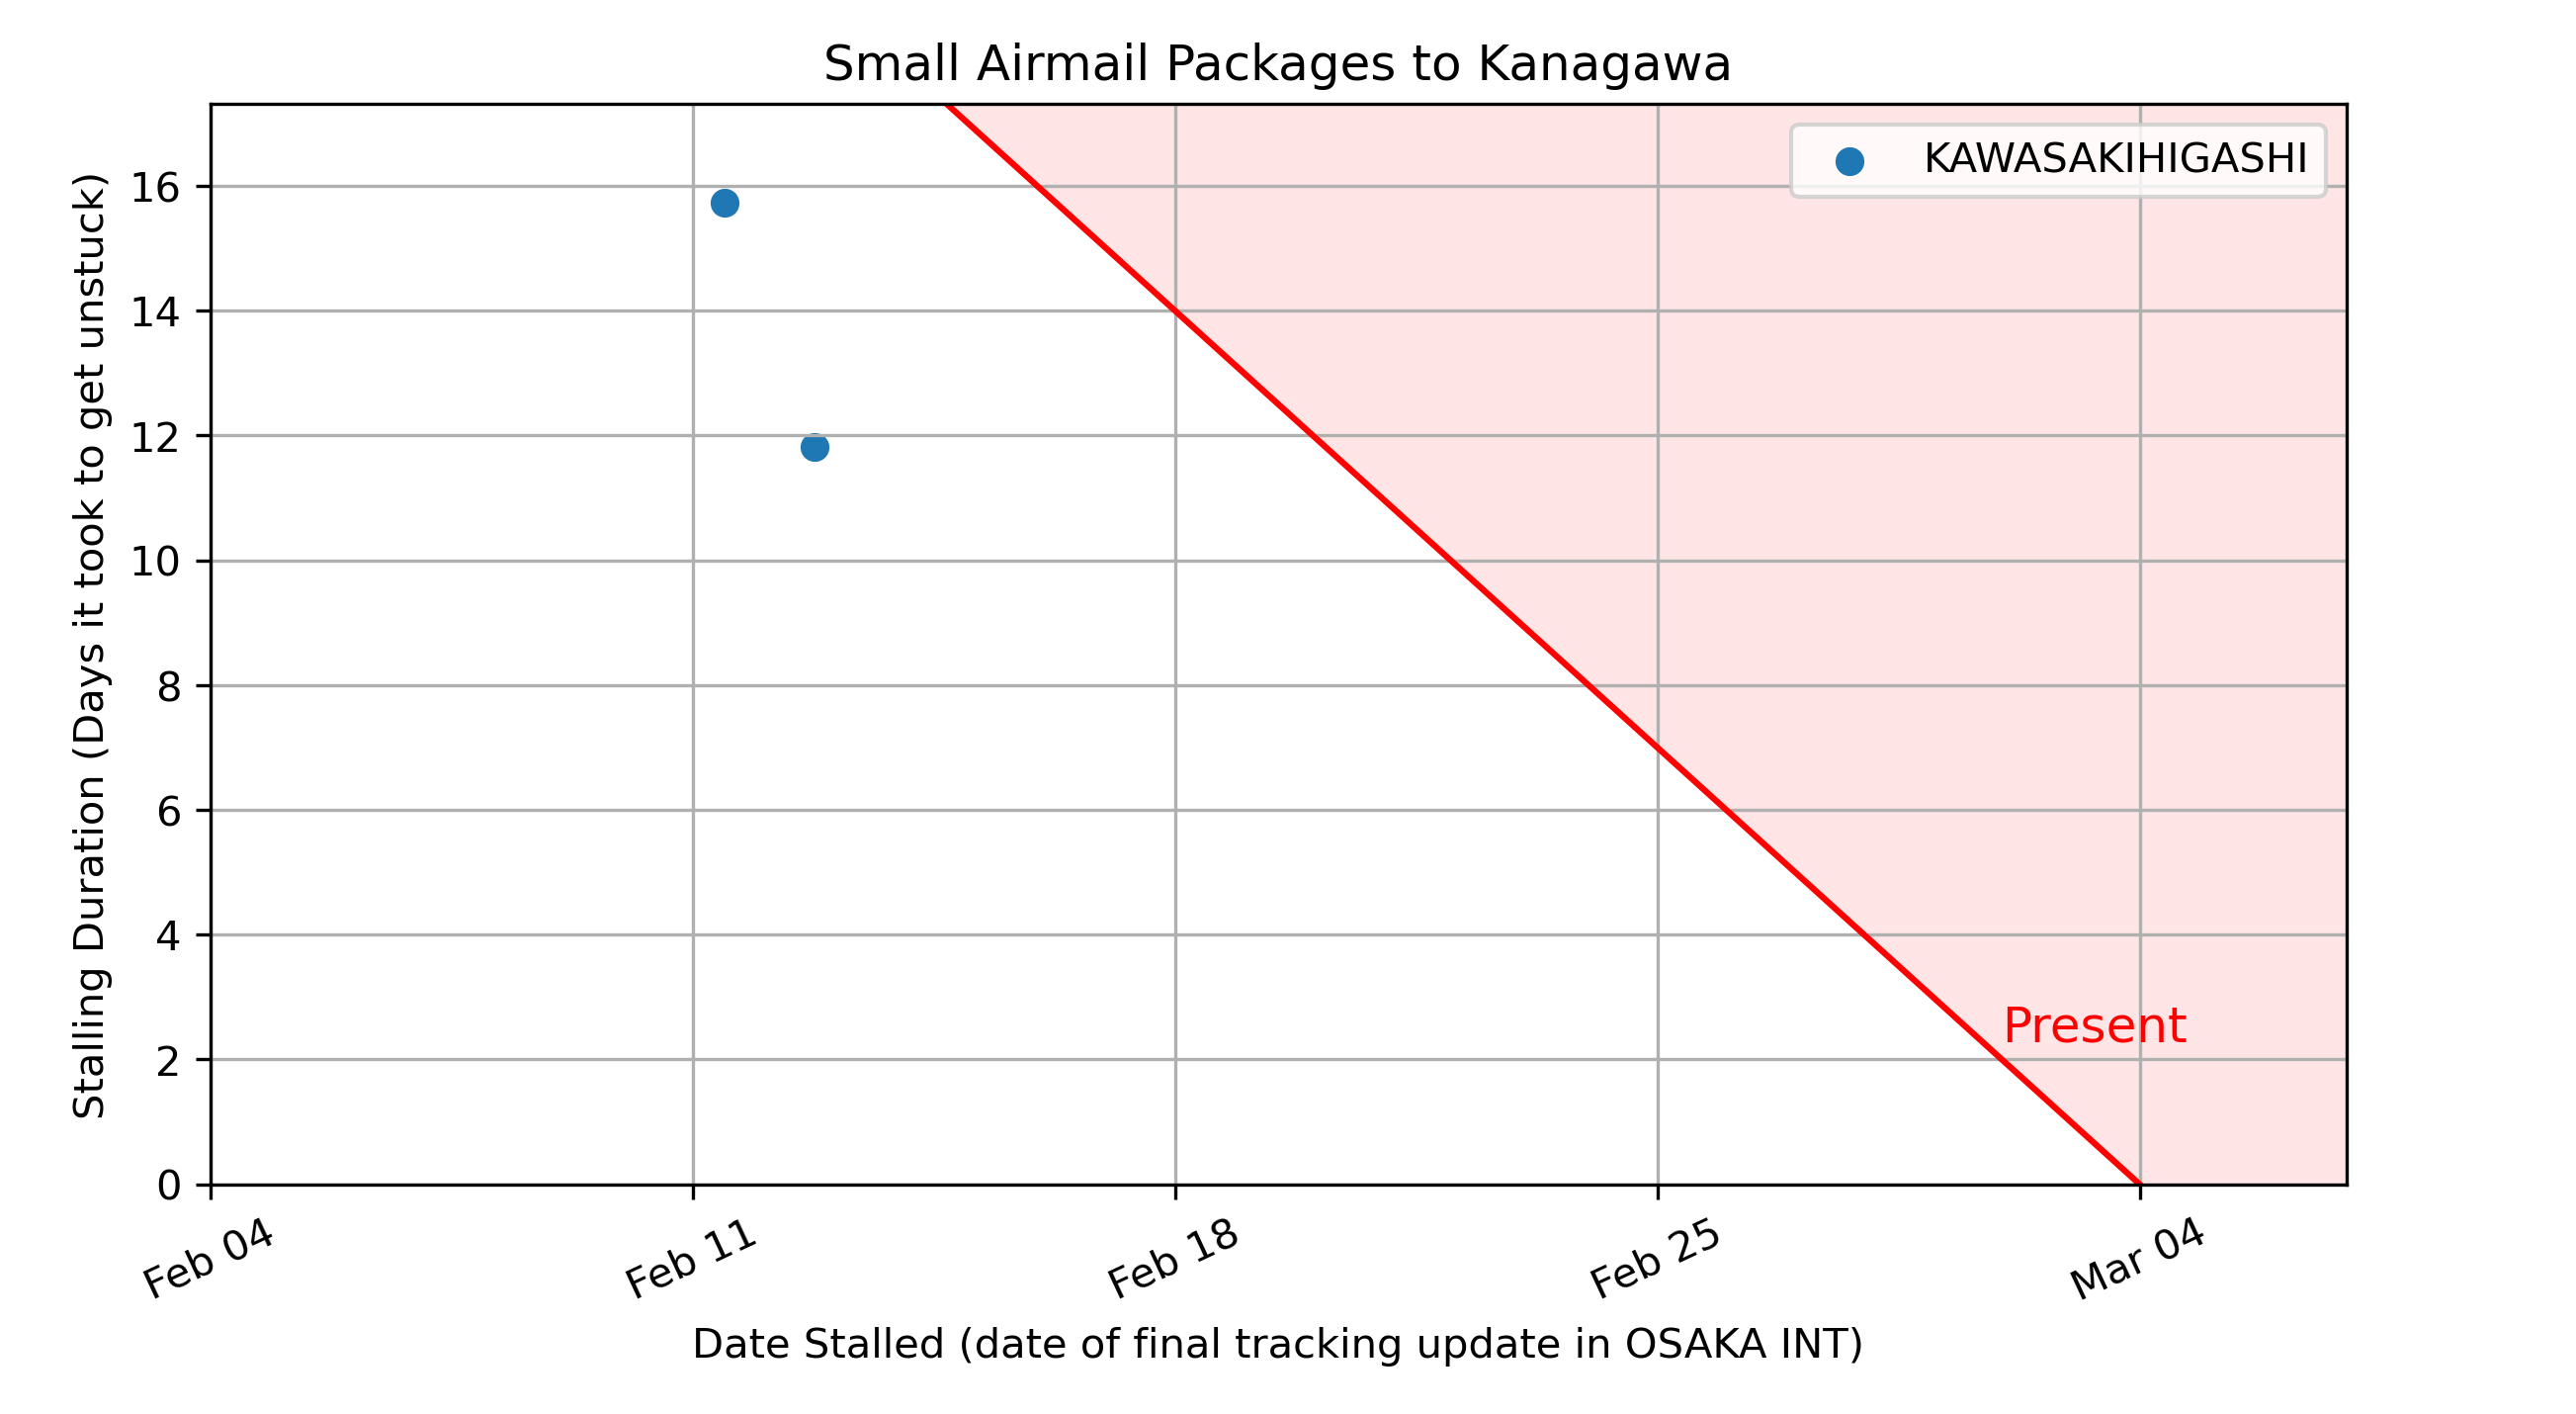 Small Airmail Packages to Kanagawa
KAWASAKIHIGASHI
Stalling Duration (Days it took to get unstuck)
16
14
12
10
8
6
4
2
0
Present
Feb 04
Feb 11
Feb 18
Feb 25
Mar 04
Date Stalled (date of final tracking update in OSAKA INT)